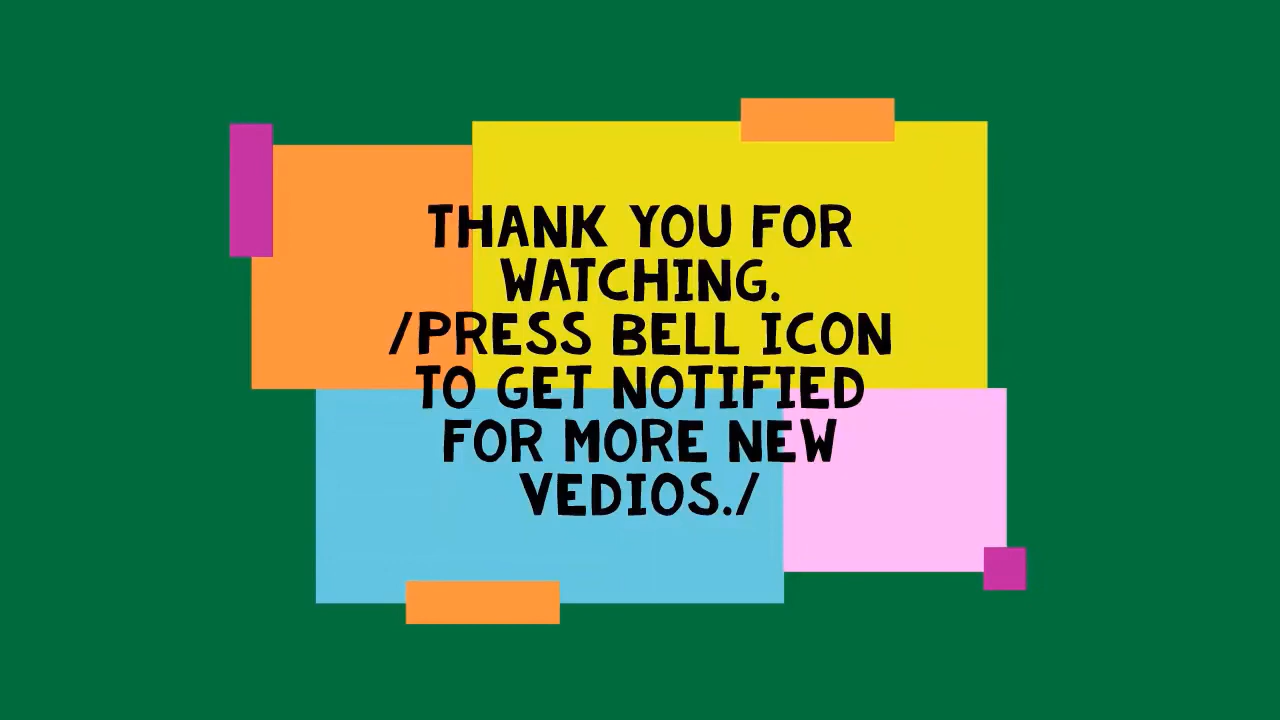 THANK YOU FOR
WATCHING.
/PRESS BELL ICON
TO GET NOTIFIED
FOR MORE NEW
VEDIOS./